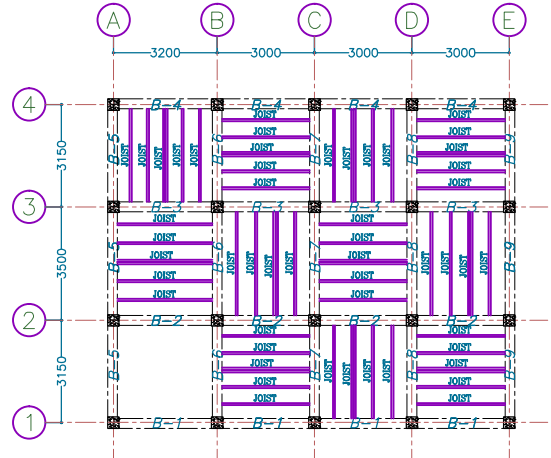 A B C D E
3200 3000 3000 3000
4
B-4 B-4 B-4 B-4
3150
B-5
JOIST
JOIST
JOIST
JOIST
JOIST
B-6
JOIST
JOIST
JOIST
JOIST
JOIST
B-7
JOIST
JOIST
JOIST
JOIST
B-8
JOIST
JOIST
JOIST
JOIST
JOIST
B-9
3
B-3 B-3 B-3 B-3
3500
B-5
JOIST
JOIST
JOIST
JOIST
JOIST
B-6
JOIST
JOIST
JOIST
JOIST
B-7
JOIST
JOIST
JOIST
JOIST
JOIST
B-8
JOIST
JOIST
JOIST
JOIST
B-9
2
B-2 B-2 B-2 B-2
3150
B-5
B-6
JOIST
JOIST
JOIST
JOIST
JOIST
B-7
JOIST
JOIST
JOIST
JOIST
B-8
JOIST
JOIST
JOIST
JOIST
JOIST
B-9
1
B-1 B-1 B-1 B-1